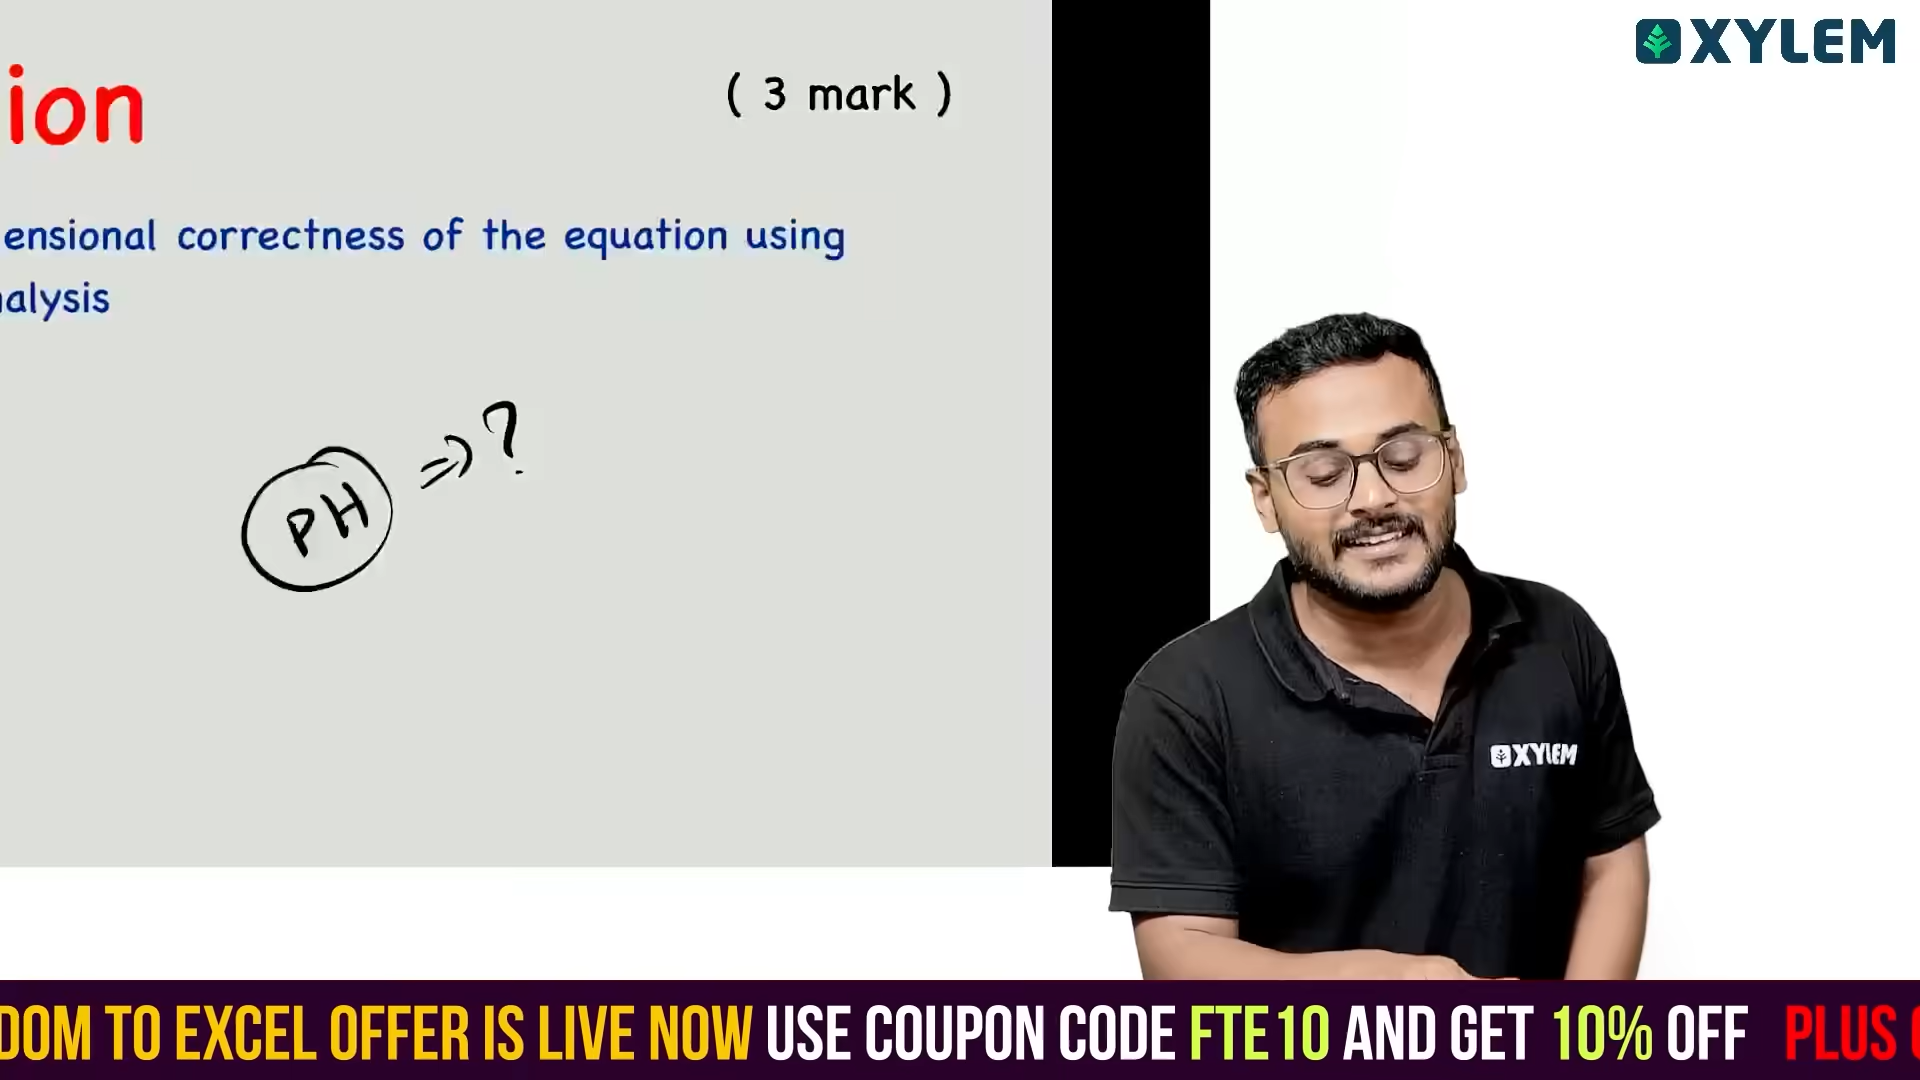 XYLEM
ion
( 3 mark )
ensional correctness of the equation using
nalysis
PH ⇒ ?
XYLEM
DOM TO EXCEL OFFER IS LIVE NOW USE COUPON CODE FTE10 AND GET 10% OFF PLUS